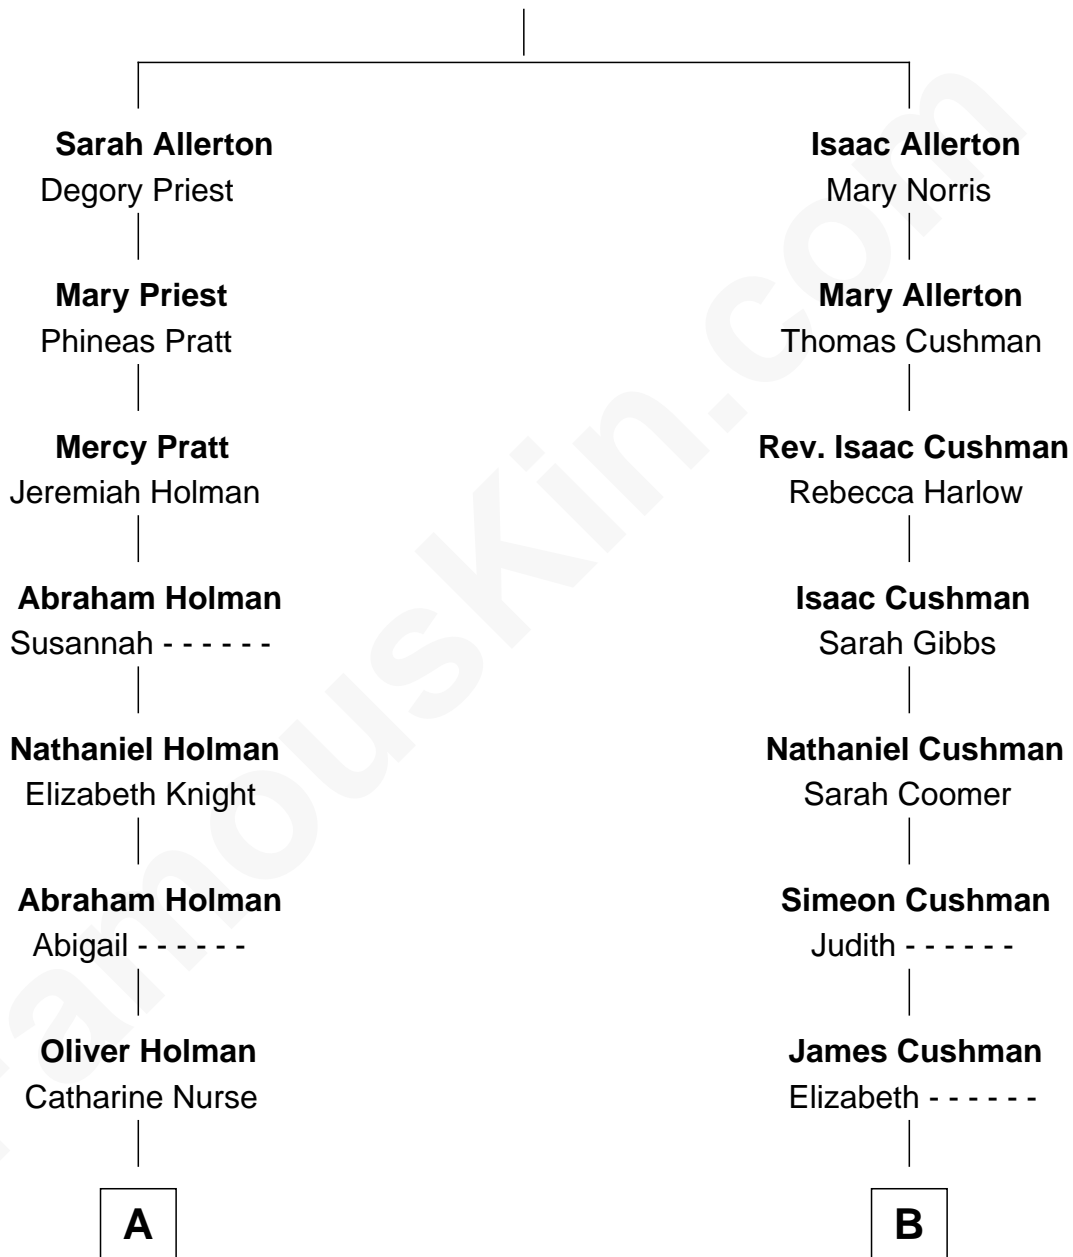 Sarah Allerton
Degory Priest
Mary Priest
Phineas Pratt
Mercy Pratt
Jeremiah Holman
Abraham Holman
Susannah - - - - - -
Nathaniel Holman
Elizabeth Knight
Abraham Holman
Abigail - - - - - -
Oliver Holman
Catharine Nurse
A
Isaac Allerton
Mary Norris
Mary Allerton
Thomas Cushman
Rev. Isaac Cushman
Rebecca Harlow
Isaac Cushman
Sarah Gibbs
Nathaniel Cushman
Sarah Coomer
Simeon Cushman
Judith - - - - - -
James Cushman
Elizabeth - - - - - -
B
FamousKin.com